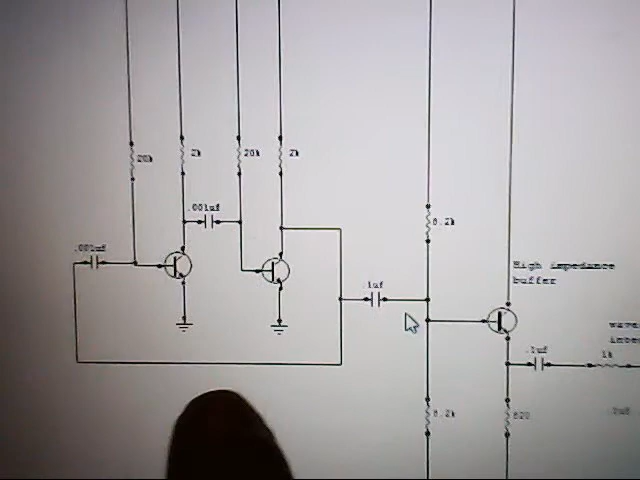 20k
2k
20k
2k
.001uf
8.2k
.001uf
.1uf
High impedance
buffer
.1uf
1k
8.2k
820